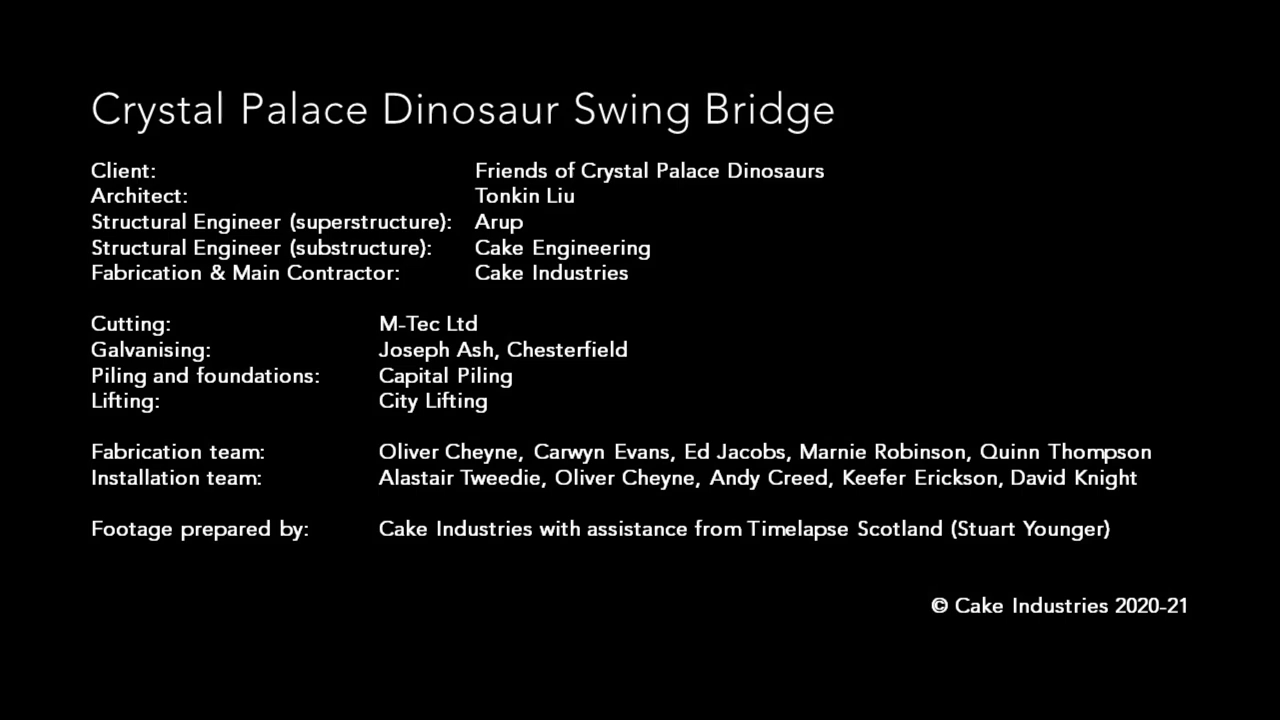 Crystal Palace Dinosaur Swing Bridge
Client: Friends of Crystal Palace Dinosaurs
Architect: Tonkin Liu
Structural Engineer (superstructure): Arup
Structural Engineer (substructure): Cake Engineering
Fabrication & Main Contractor: Cake Industries
Cutting: M-Tec Ltd
Galvanising: Joseph Ash, Chesterfield
Piling and foundations: Capital Piling
Lifting: City Lifting
Fabrication team: Oliver Cheyne, Carwyn Evans, Ed Jacobs, Marnie Robinson, Quinn Thompson
Installation team: Alastair Tweedie, Oliver Cheyne, Andy Creed, Keefer Erickson, David Knight
Footage prepared by: Cake Industries with assistance from Timelapse Scotland (Stuart Younger)
© Cake Industries 2020-21